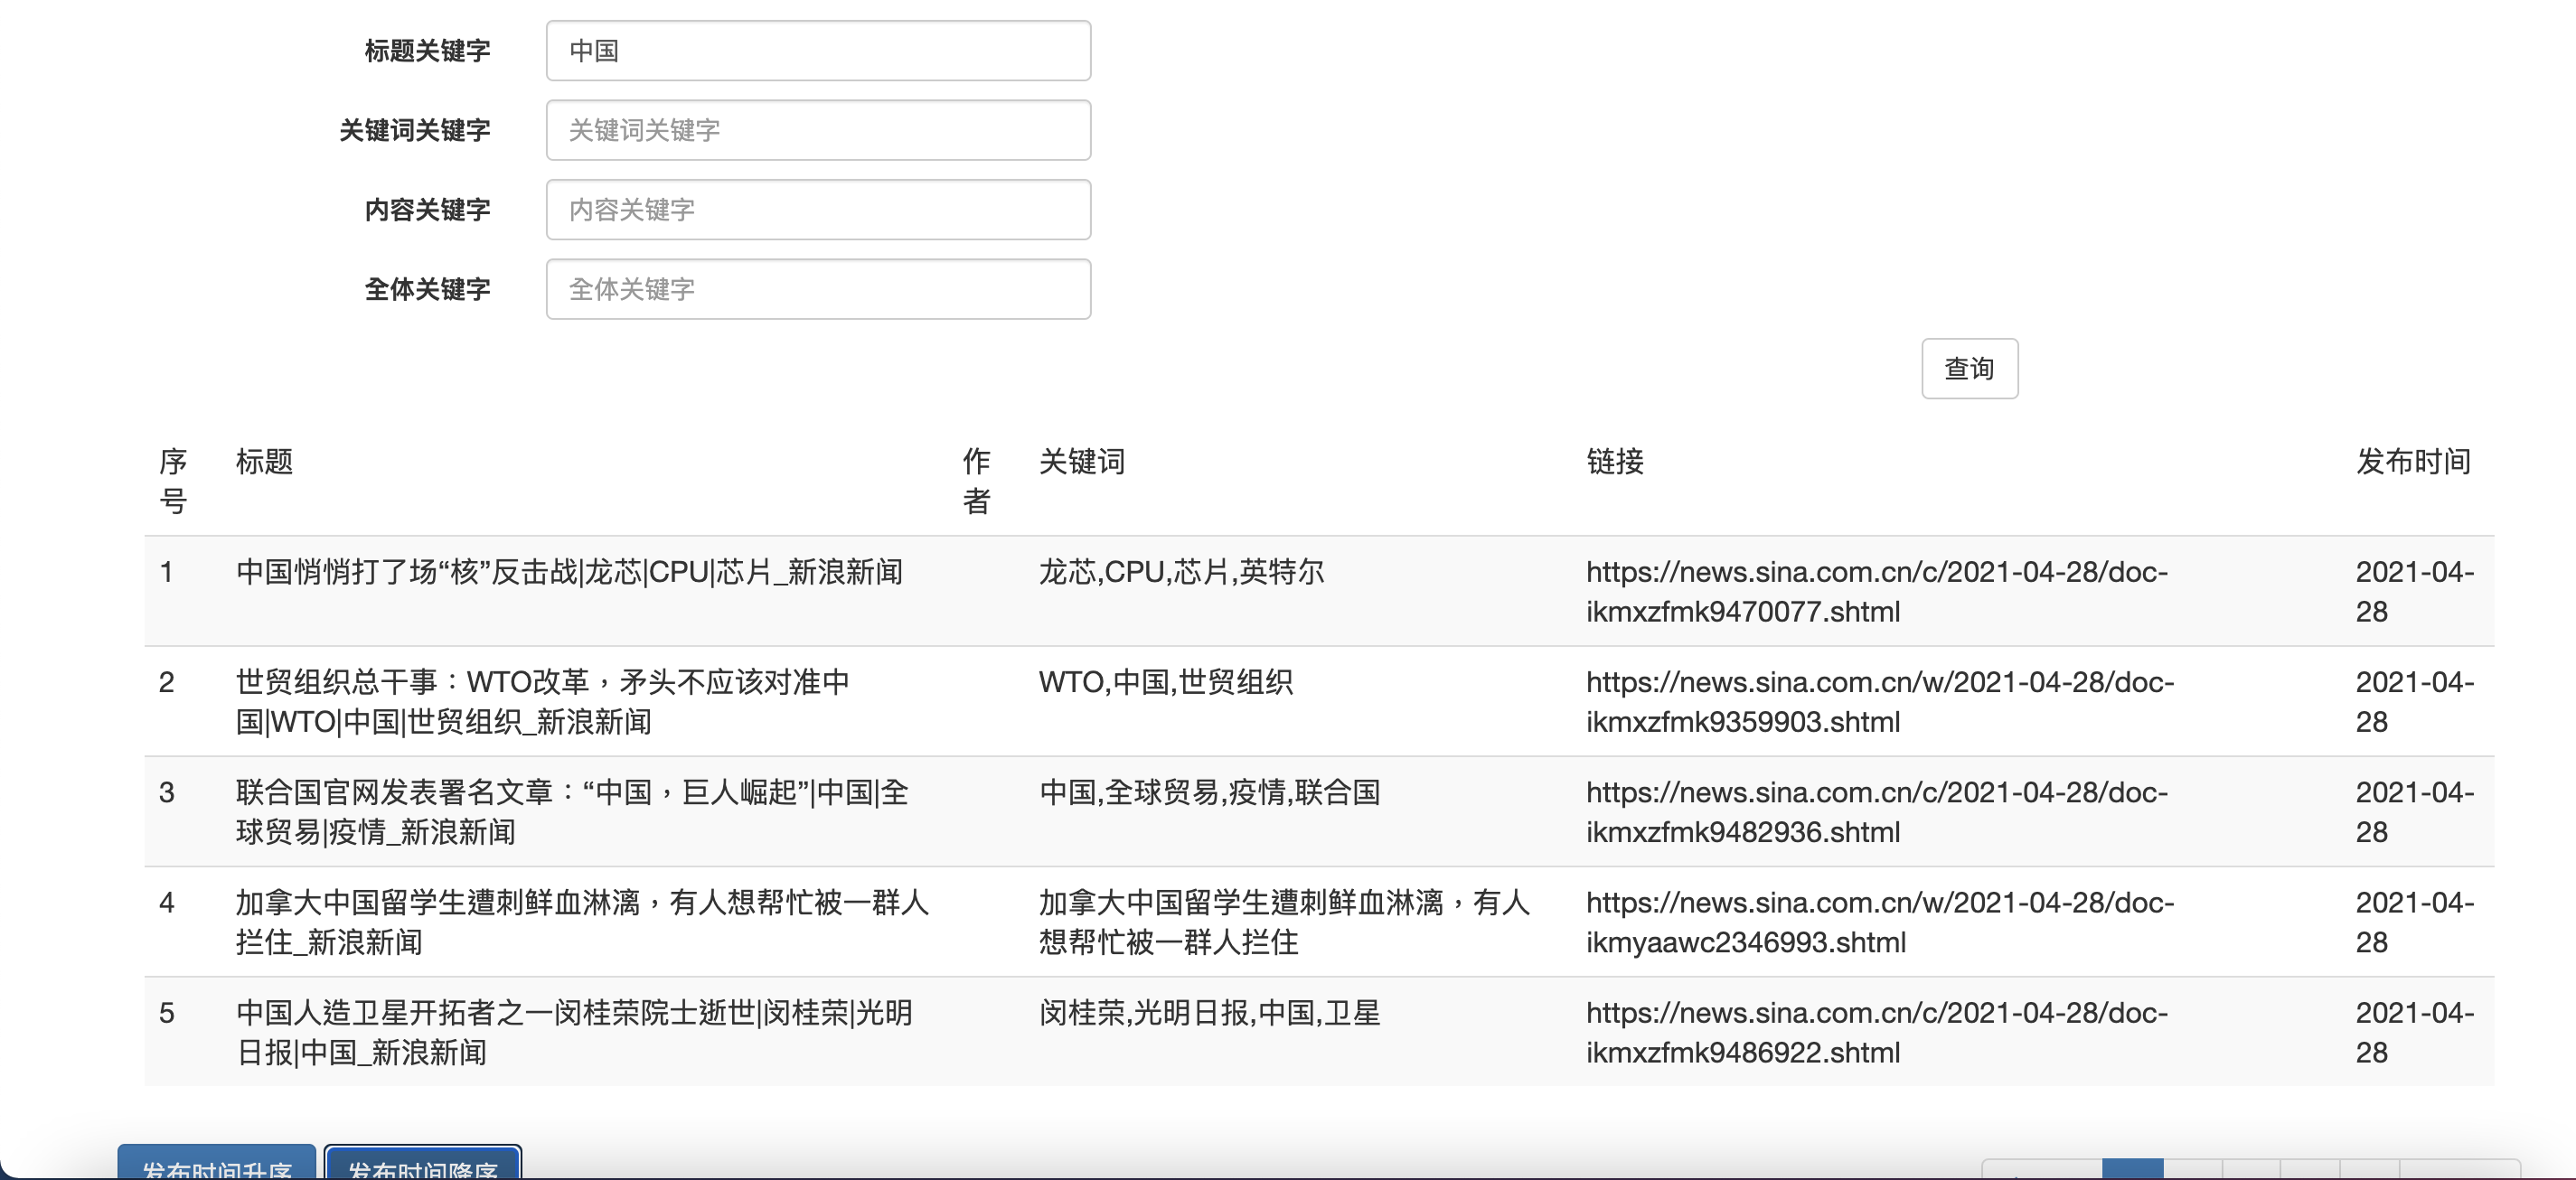 标题关键字 中国
关键词关键字 关键词关键字
内容关键字 内容关键字
全体关键字 全体关键字
查询
序号 标题 作者 关键词 链接 发布时间
1 中国悄悄打了场“核”反击战|龙芯|CPU|芯片_新浪新闻 龙芯,CPU,芯片,英特尔 https://news.sina.com.cn/c/2021-04-28/doc- 2021-04-
ikmxzfmk9470077.shtml 28
2 世贸组织总干事：WTO改革，矛头不应该对准中 WTO,中国,世贸组织 https://news.sina.com.cn/w/2021-04-28/doc- 2021-04-
国|WTO|中国|世贸组织_新浪新闻 ikmxzfmk9359903.shtml 28
3 联合国官网发表署名文章：“中国，巨人崛起”|中国|全 中国,全球贸易,疫情,联合国 https://news.sina.com.cn/c/2021-04-28/doc- 2021-04-
球贸易|疫情_新浪新闻 ikmxzfmk9482936.shtml 28
4 加拿大中国留学生遭刺鲜血淋漓，有人想帮忙被一群人 加拿大中国留学生遭刺鲜血淋漓，有人 https://news.sina.com.cn/w/2021-04-28/doc- 2021-04-
拦住_新浪新闻 想帮忙被一群人拦住 ikmyaawc2346993.shtml 28
5 中国人造卫星开拓者之一闵桂荣院士逝世|闵桂荣|光明 闵桂荣,光明日报,中国,卫星 https://news.sina.com.cn/c/2021-04-28/doc- 2021-04-
日报|中国_新浪新闻 ikmxzfmk9486922.shtml 28
发布时间升序 发布时间降序